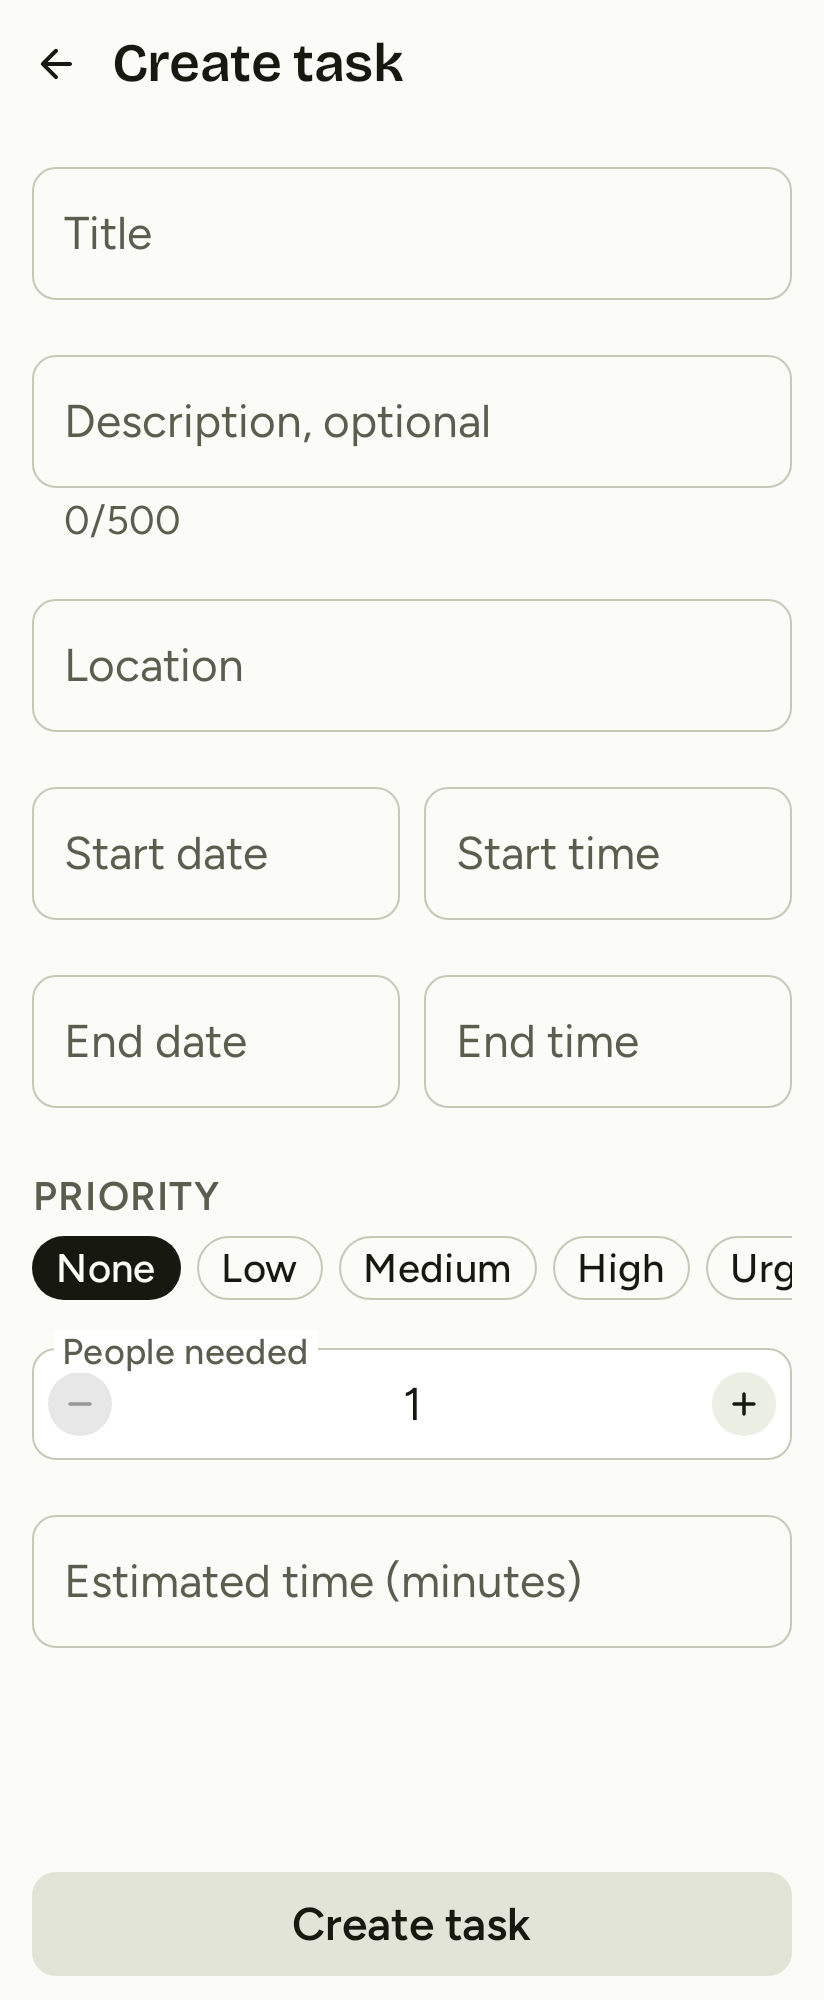 Create task
Title
Description, optional
0/500
Location
Start date Start time
End date End time
PRIORITY
None Low Medium High Urg
People needed
1
Estimated time (minutes)
Create task